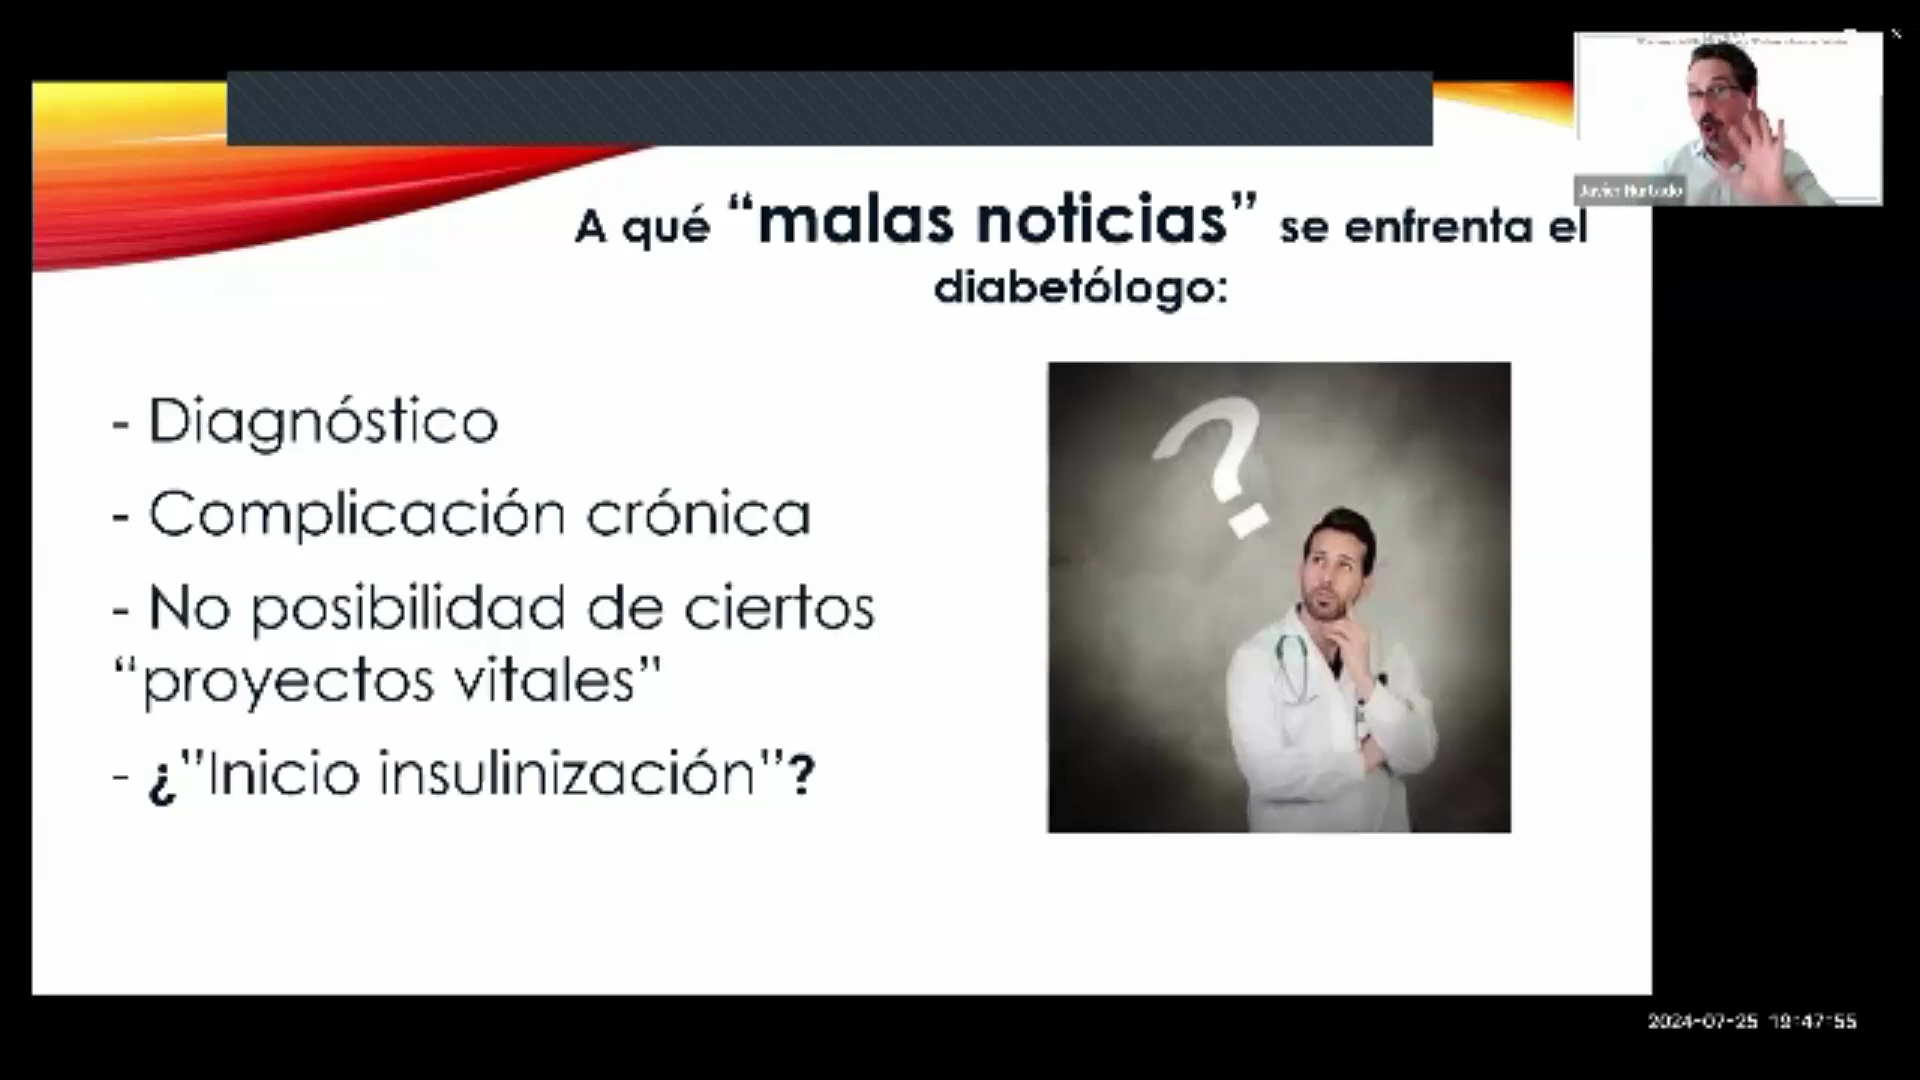 Javier Hurtado
A qué “malas noticias” se enfrenta el
diabetólogo:
- Diagnóstico
- Complicación crónica
- No posibilidad de ciertos
“proyectos vitales”
- ¿”Inicio insulinización”?
2024-07-25 19:47:55